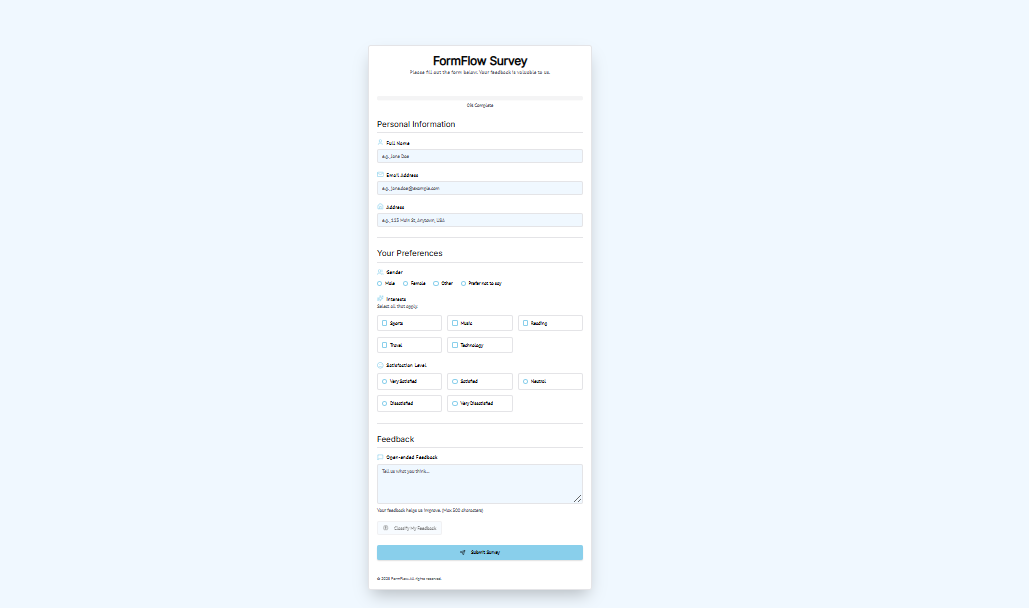 FormFlow Survey
Please fill out the form below. Your feedback is valuable to us.
0% Complete
Personal Information
Full Name
e.g., Jane Doe
Email Address
e.g., jane.doe@example.com
Address
e.g., 123 Main St, Anytown, USA
Your Preferences
Gender
Male Female Other Prefer not to say
Interests
Select all that apply.
Sports Music Reading
Travel Technology
Satisfaction Level
Very Satisfied Satisfied Neutral
Dissatisfied Very Dissatisfied
Feedback
Open-ended Feedback
Tell us what you think...
Your feedback helps us improve. (Max 500 characters)
Classify My Feedback
Submit Survey
© 2025 FormFlow. All rights reserved.